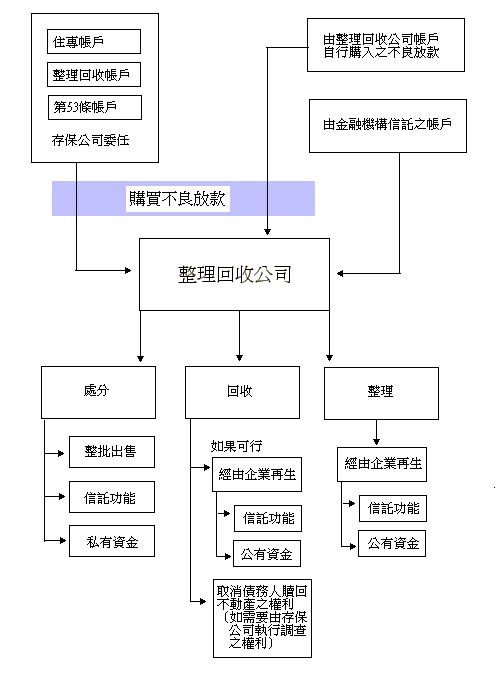 住專帳戶
整理回收帳戶
第53條帳戶
存保公司委任
由整理回收公司帳戶
自行購入之不良放款
由金融機構信託之帳戶
購買不良放款
整理回收公司
處分
整批出售
信託功能
私有資金
回收
如果可行
經由企業再生
信託功能
公有資金
取消債務人贖回
不動產之權利
(如需要由存保
公司執行調查
之權利)
整理
經由企業再生
信託功能
公有資金